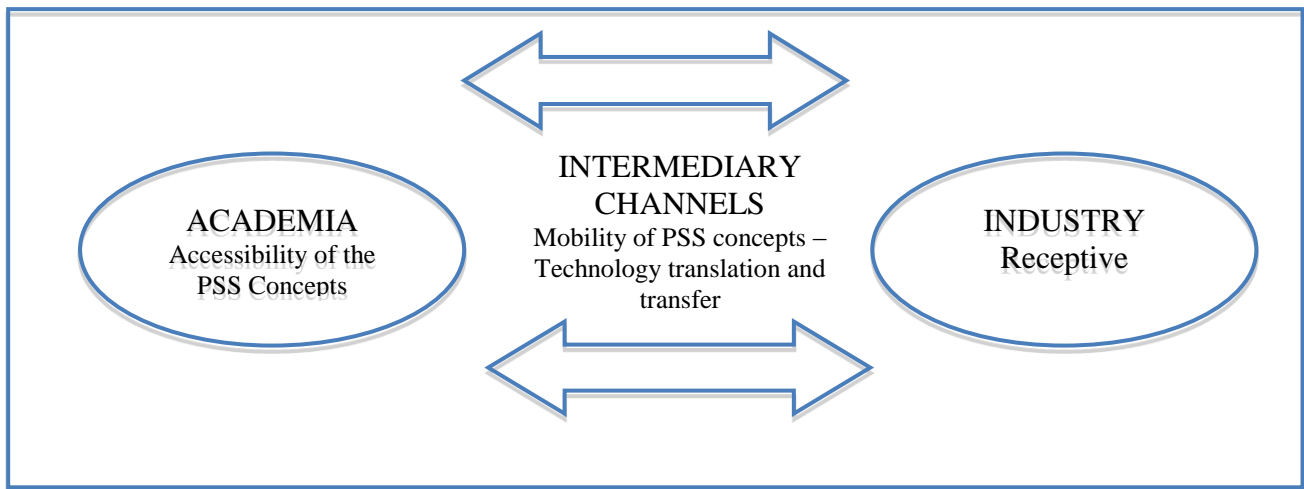 ACADEMIA
Accessibility of the
PSS Concepts
INTERMEDIARY
CHANNELS
Mobility of PSS concepts –
Technology translation and
transfer
INDUSTRY
Receptive